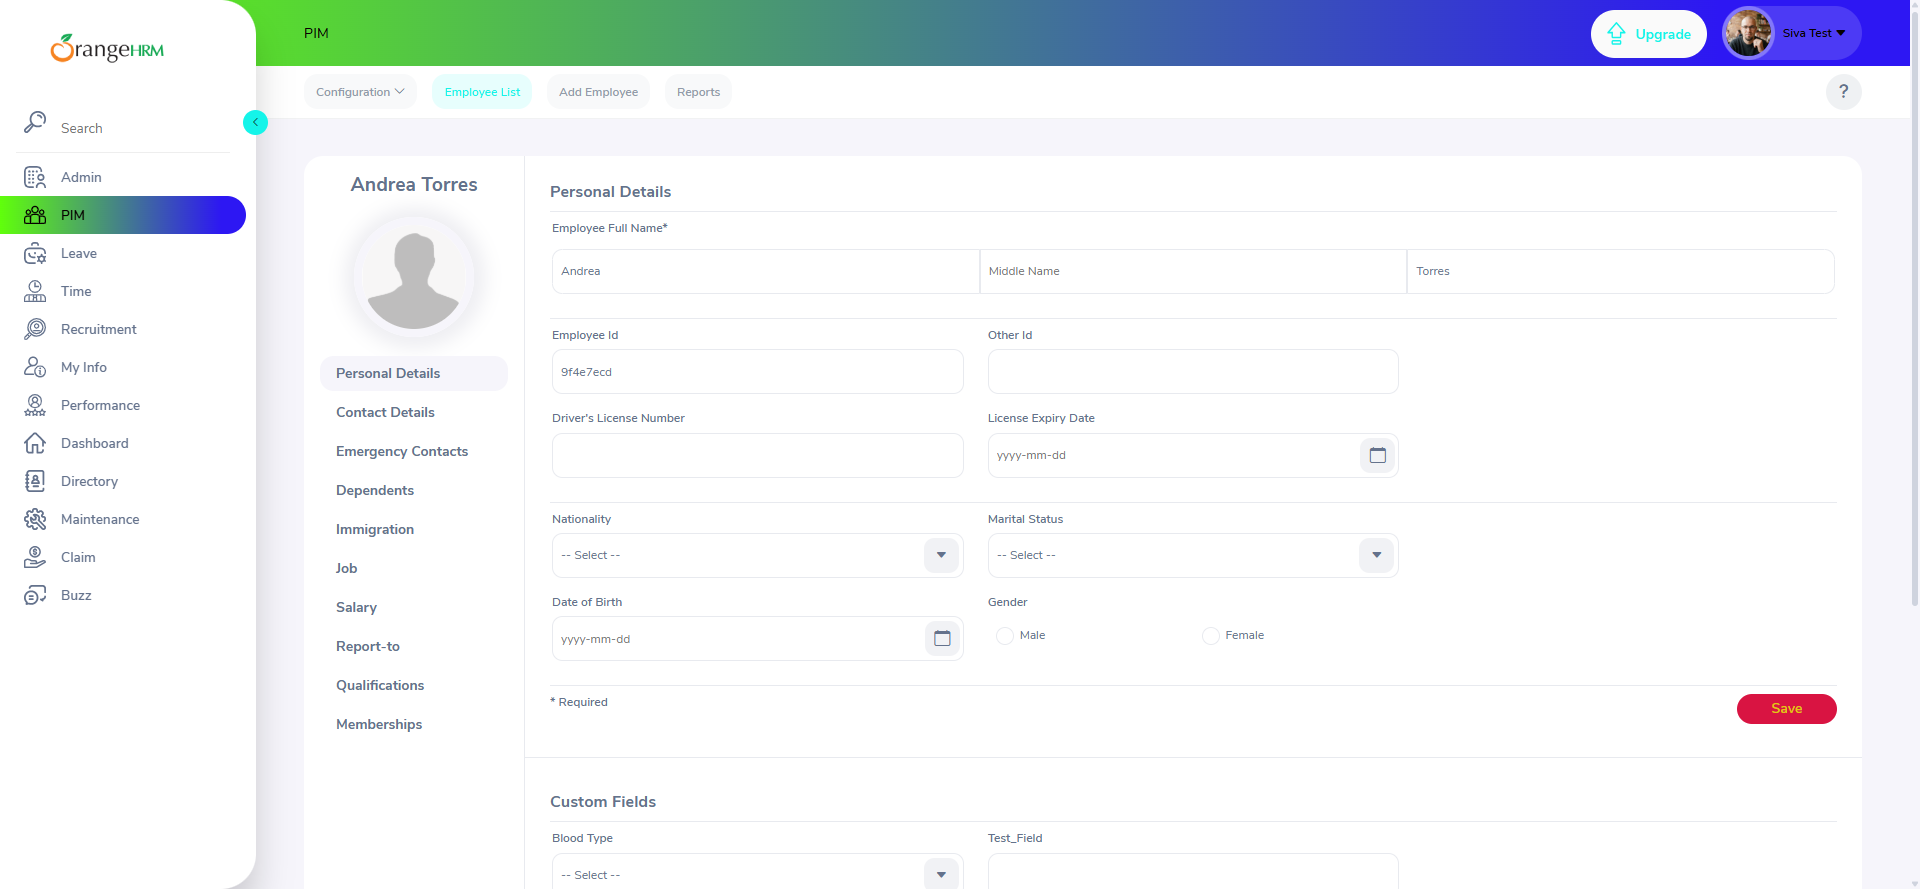 OrangeHRM
Search
Admin
PIM
Leave
Time
Recruitment
My Info
Performance
Dashboard
Directory
Maintenance
Claim
Buzz
PIM
Upgrade
Siva Test
Configuration
Employee List
Add Employee
Reports
?
Andrea Torres
Personal Details
Contact Details
Emergency Contacts
Dependents
Immigration
Job
Salary
Report-to
Qualifications
Memberships
Personal Details
Employee Full Name*
Andrea Middle Name Torres
Employee Id Other Id
9f4e7ecd
Driver's License Number License Expiry Date
yyyy-mm-dd
Nationality Marital Status
-- Select -- -- Select --
Date of Birth Gender
yyyy-mm-dd Male Female
* Required
Save
Custom Fields
Blood Type Test_Field
-- Select --